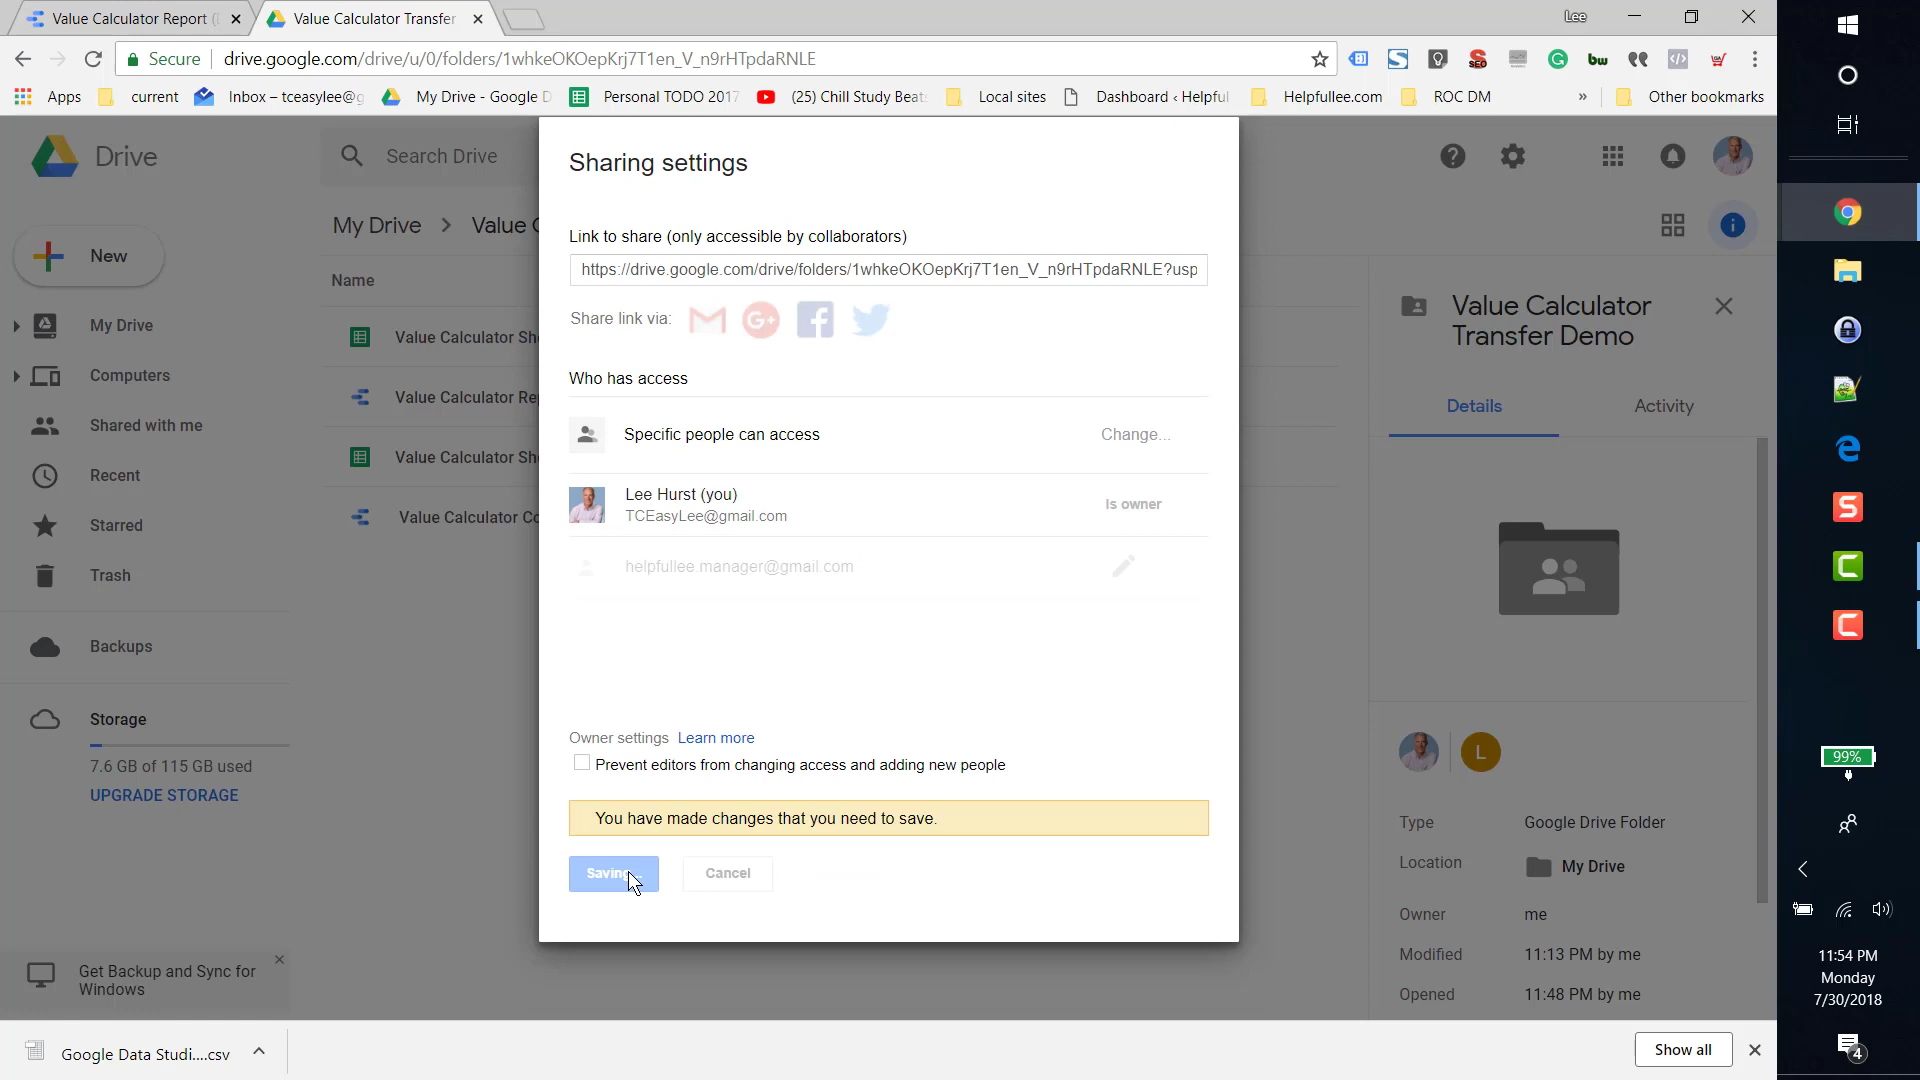 Value Calculator Report (
Value Calculator Transfer
Lee
Secure
drive.google.com/drive/u/0/folders/1whkeOKOepKrj7T1en_V_n9rHTpdaRNLE
Apps
current
Inbox – tceasylee@g
My Drive - Google D
Personal TODO 2017
(25) Chill Study Beat
Local sites
Dashboard ‹ Helpful
Helpfullee.com
ROC DM
»
Other bookmarks
Drive
Search Drive
My Drive > Value C
New
Name
My Drive
Computers
Shared with me
Recent
Starred
Trash
Backups
Storage
7.6 GB of 115 GB used
UPGRADE STORAGE
Get Backup and Sync for
Windows
Value Calculator Sh
Value Calculator Re
Value Calculator Sh
Value Calculator Co
Sharing settings
Link to share (only accessible by collaborators)
https://drive.google.com/drive/folders/1whkeOKOepKrj7T1en_V_n9rHTpdaRNLE?usp
Share link via:
Who has access
Specific people can access
Change...
Lee Hurst (you)
TCEasyLee@gmail.com
Is owner
helpfullee.manager@gmail.com
Owner settings Learn more
Prevent editors from changing access and adding new people
You have made changes that you need to save.
Saving...
Cancel
Value Calculator
Transfer Demo
Details
Activity
L
Type
Google Drive Folder
Location
My Drive
Owner
me
Modified
11:13 PM by me
Opened
11:48 PM by me
Google Data Studi....csv
Show all
99%
11:54 PM
Monday
7/30/2018
4